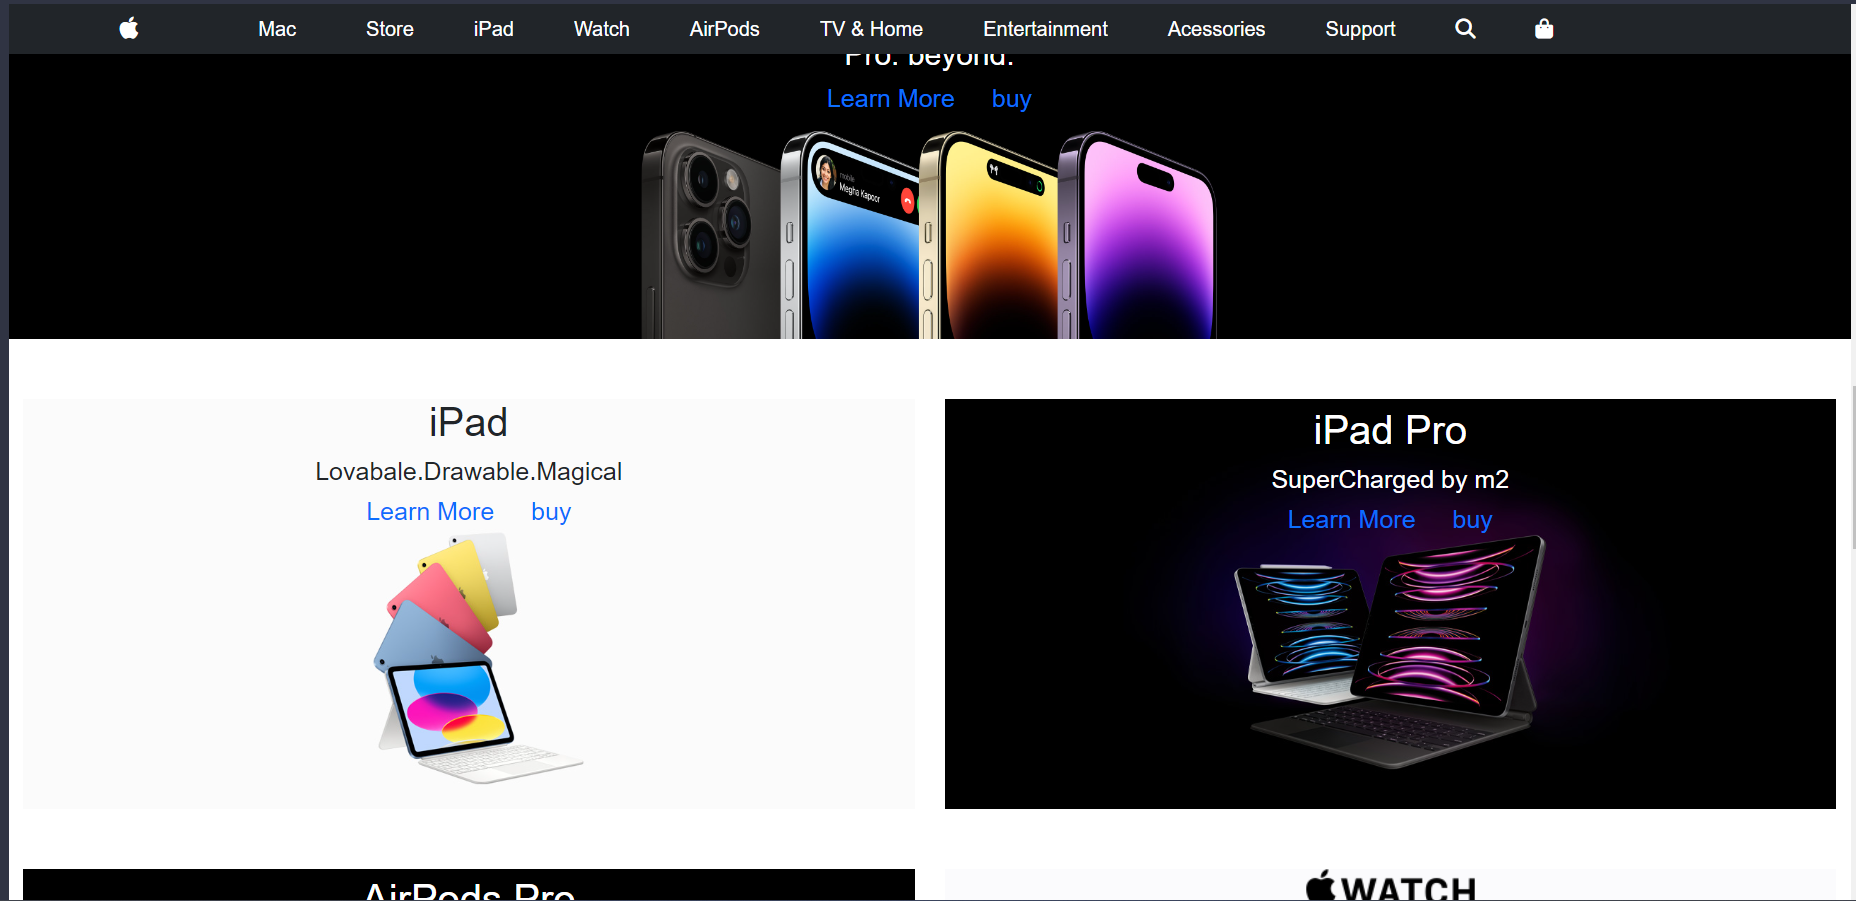 Mac Store iPad Watch AirPods TV & Home Entertainment Acessories Support
Pro. beyond.
Learn More buy
mobile
Megha Kapoor
iPad
Lovabale.Drawable.Magical
Learn More buy
iPad Pro
SuperCharged by m2
Learn More buy
AirPods Pro
WATCH